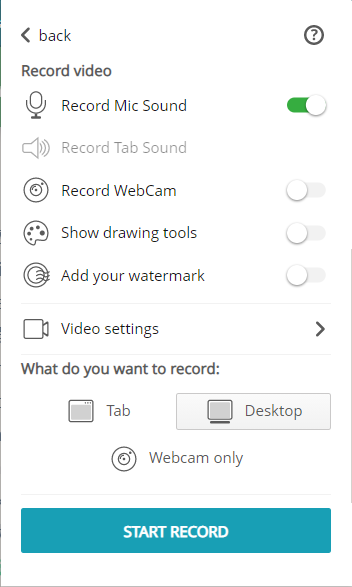 back
Record video
Record Mic Sound
Record Tab Sound
Record WebCam
Show drawing tools
Add your watermark
Video settings
What do you want to record:
Tab
Desktop
Webcam only
START RECORD